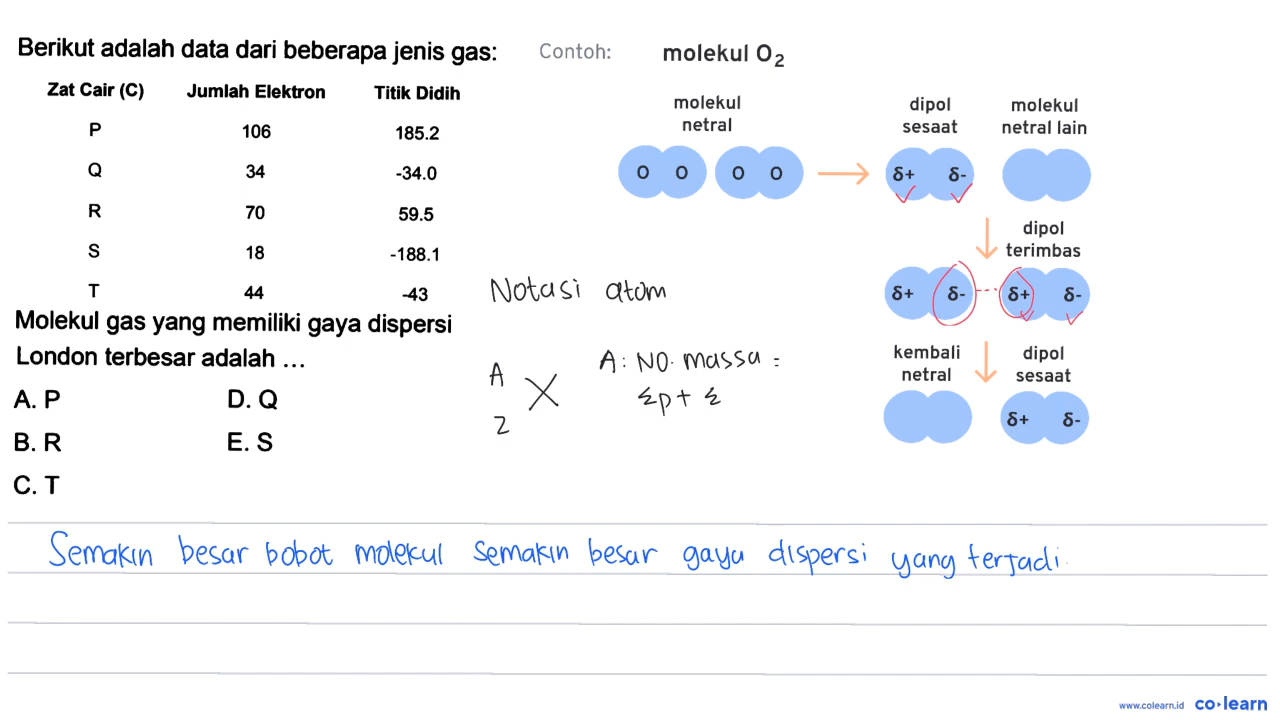 Berikut adalah data dari beberapa jenis gas:
Zat Cair (C) Jumlah Elektron Titik Didih
P 106 185.2
Q 34 -34.0
R 70 59.5
S 18 -188.1
T 44 -43
Molekul gas yang memiliki gaya dispersi
London terbesar adalah ...
A. P D. Q
B. R E. S
C. T
Contoh: molekul O₂
molekul
netral
dipol
sesaat
molekul
netral lain
O O O O
δ+ δ-
dipol
terimbas
δ+ δ- δ+ δ-
kembali
netral
dipol
sesaat
δ+ δ-
Notasi atom
A
X
Z
A : NO. massa =
Σp + Σ
Semakin besar bobot molekul semakin besar gaya dispersi yang terjadi.
www.colearn.id co·learn